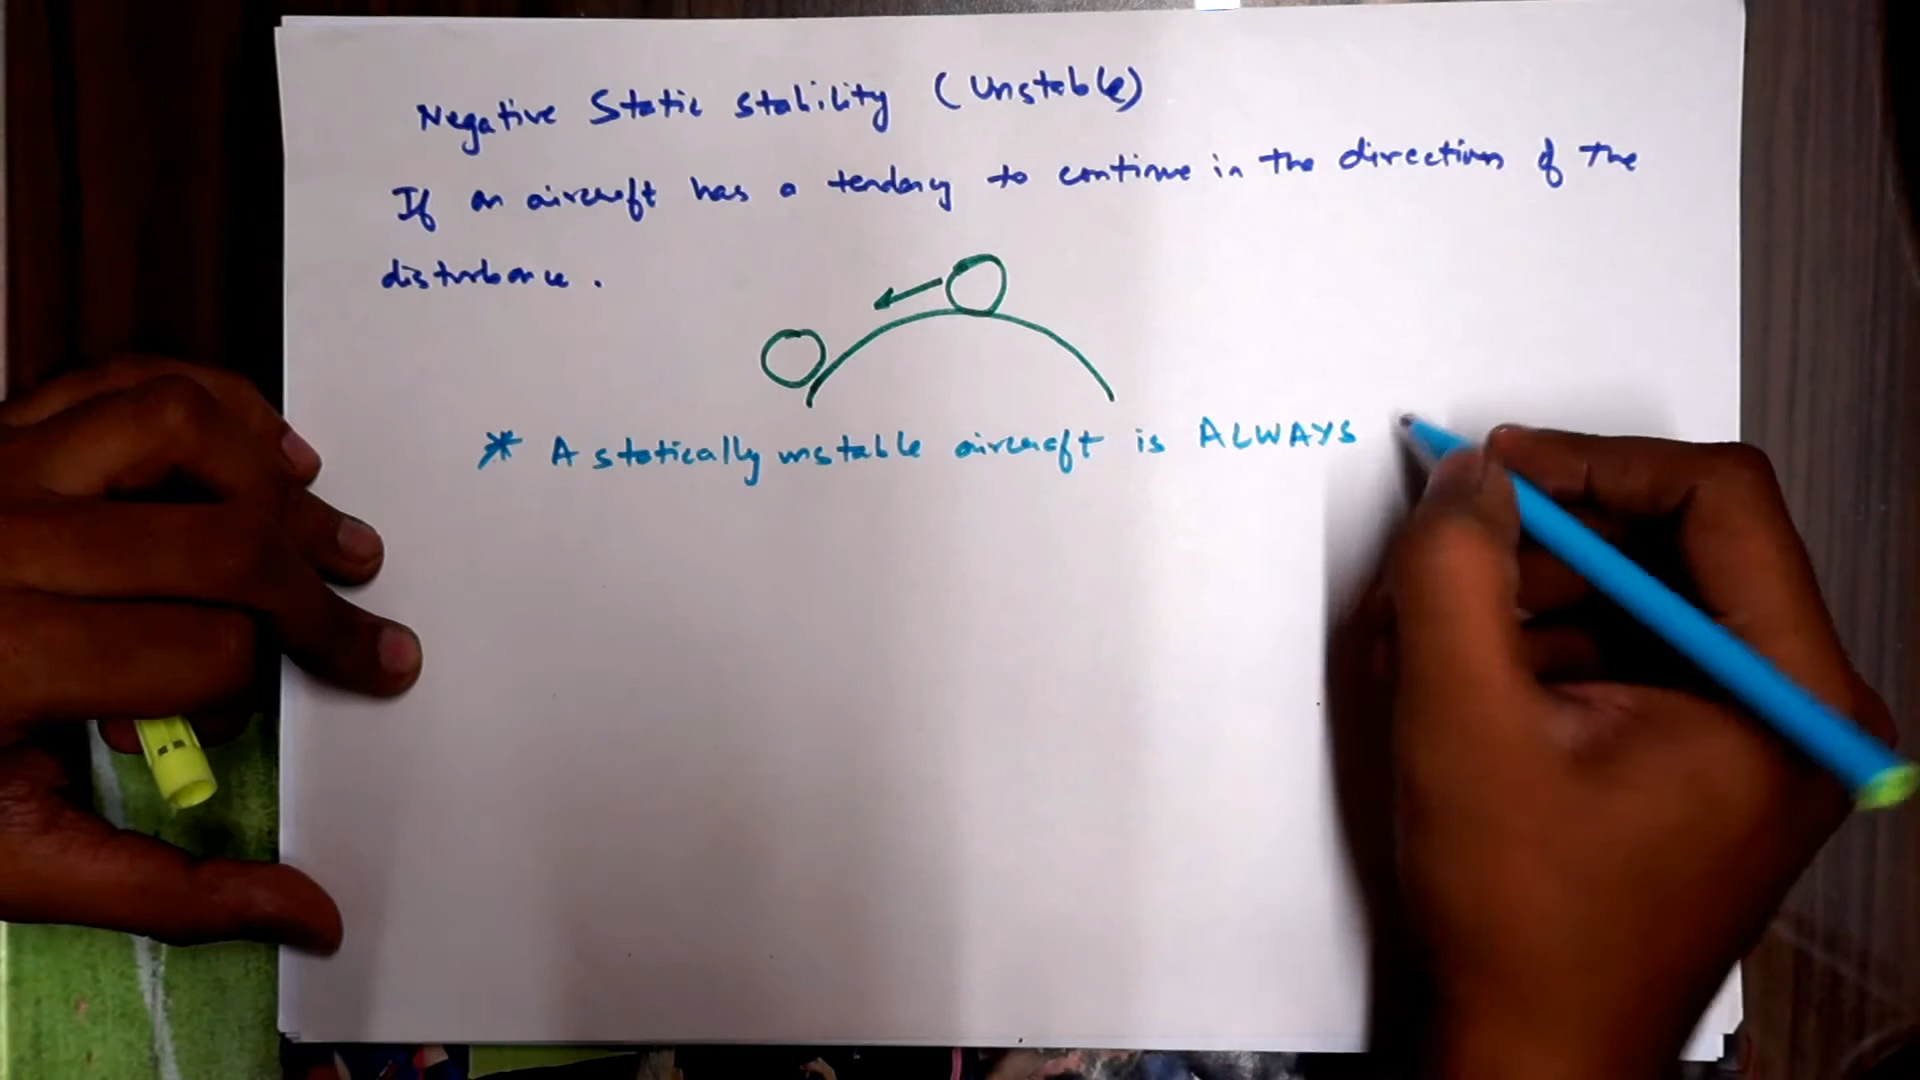 Negative Static stability (Unstable)
If an aircraft has a tendency to continue in the direction of the
disturbance.
* A statically unstable aircraft is ALWAYS